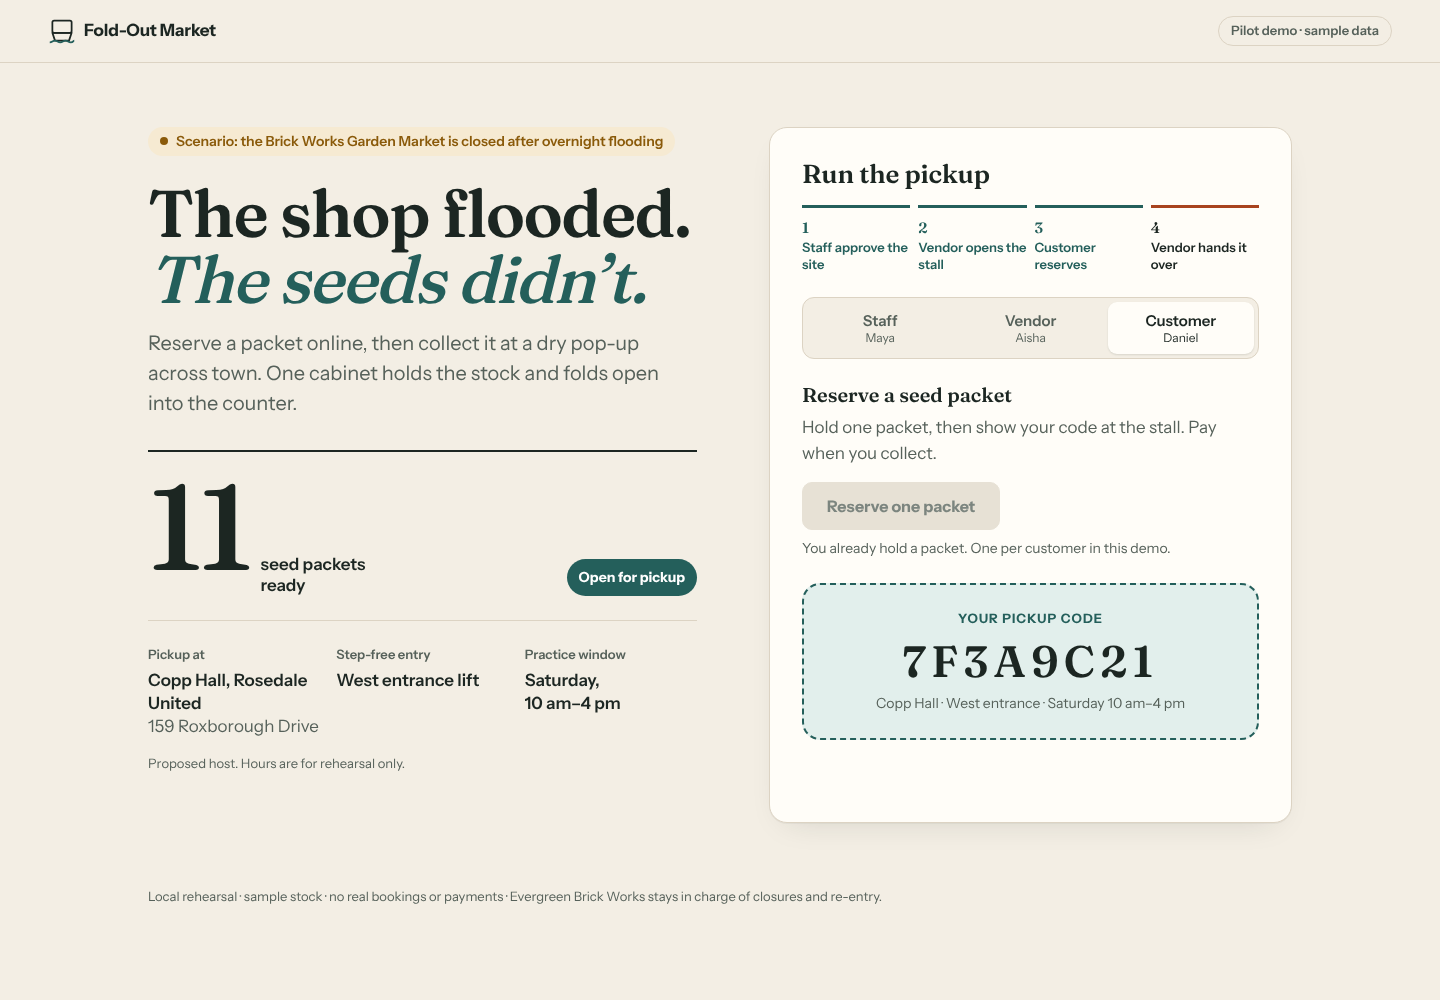 Fold-Out Market
Pilot demo · sample data
Scenario: the Brick Works Garden Market is closed after overnight flooding
The shop flooded.
The seeds didn’t.
Reserve a packet online, then collect it at a dry pop-up
across town. One cabinet holds the stock and folds open
into the counter.
11
seed packets
ready
Open for pickup
Pickup at
Copp Hall, Rosedale
United
159 Roxborough Drive
Step-free entry
West entrance lift
Practice window
Saturday,
10 am–4 pm
Proposed host. Hours are for rehearsal only.
Run the pickup
1
Staff approve the
site
2
Vendor opens the
stall
3
Customer
reserves
4
Vendor hands it
over
Staff
Maya
Vendor
Aisha
Customer
Daniel
Reserve a seed packet
Hold one packet, then show your code at the stall. Pay
when you collect.
Reserve one packet
You already hold a packet. One per customer in this demo.
YOUR PICKUP CODE
7F3A9C21
Copp Hall · West entrance · Saturday 10 am–4 pm
Local rehearsal · sample stock · no real bookings or payments · Evergreen Brick Works stays in charge of closures and re-entry.